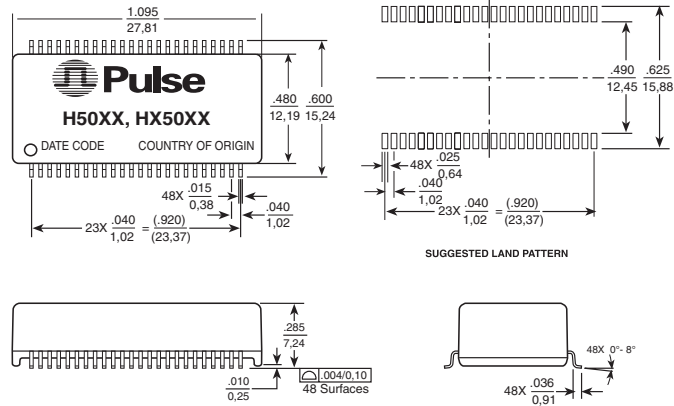 1.095
27,81
Pulse
H50XX, HX50XX
DATE CODE COUNTRY OF ORIGIN
.480
12,19
.600
15,24
48X .015
0,38
.040
1,02
23X .040 = (.920)
1,02 (23,37)
.490
12,45
.625
15,88
48X .025
0,64
.040
1,02
23X .040 = (.920)
1,02 (23,37)
SUGGESTED LAND PATTERN
.285
7,24
.010
0,25
.004/0,10
48 Surfaces
48X 0°- 8°
48X .036
0,91